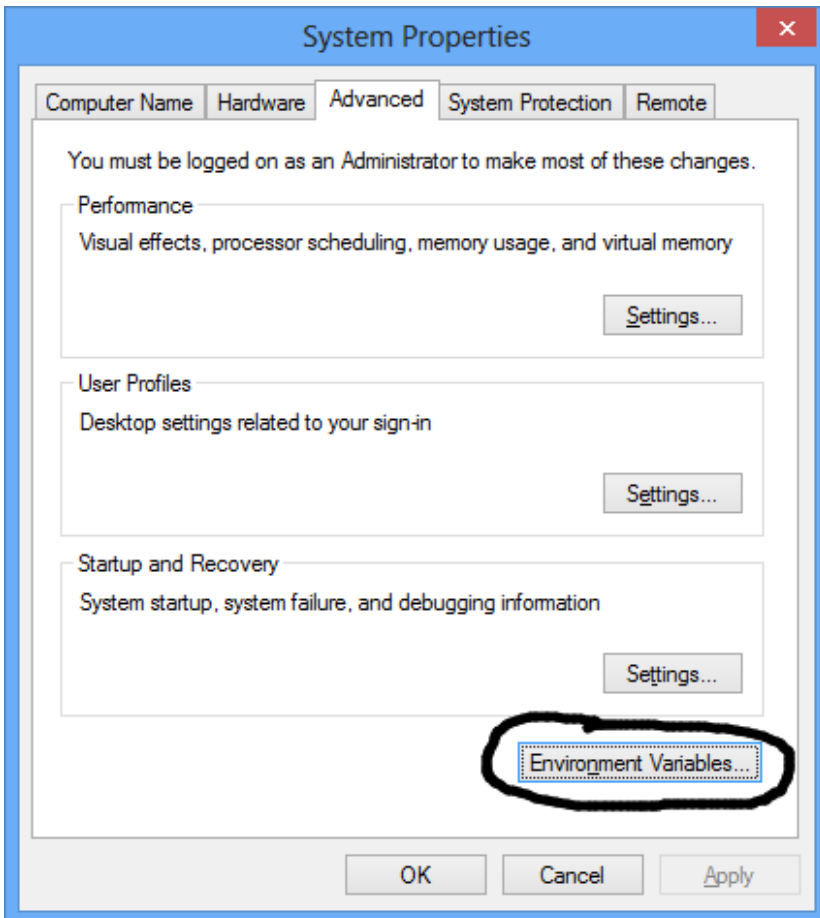 System Properties
Computer Name Hardware Advanced System Protection Remote
You must be logged on as an Administrator to make most of these changes.
Performance
Visual effects, processor scheduling, memory usage, and virtual memory
Settings...
User Profiles
Desktop settings related to your sign-in
Settings...
Startup and Recovery
System startup, system failure, and debugging information
Settings...
Environment Variables...
OK Cancel Apply